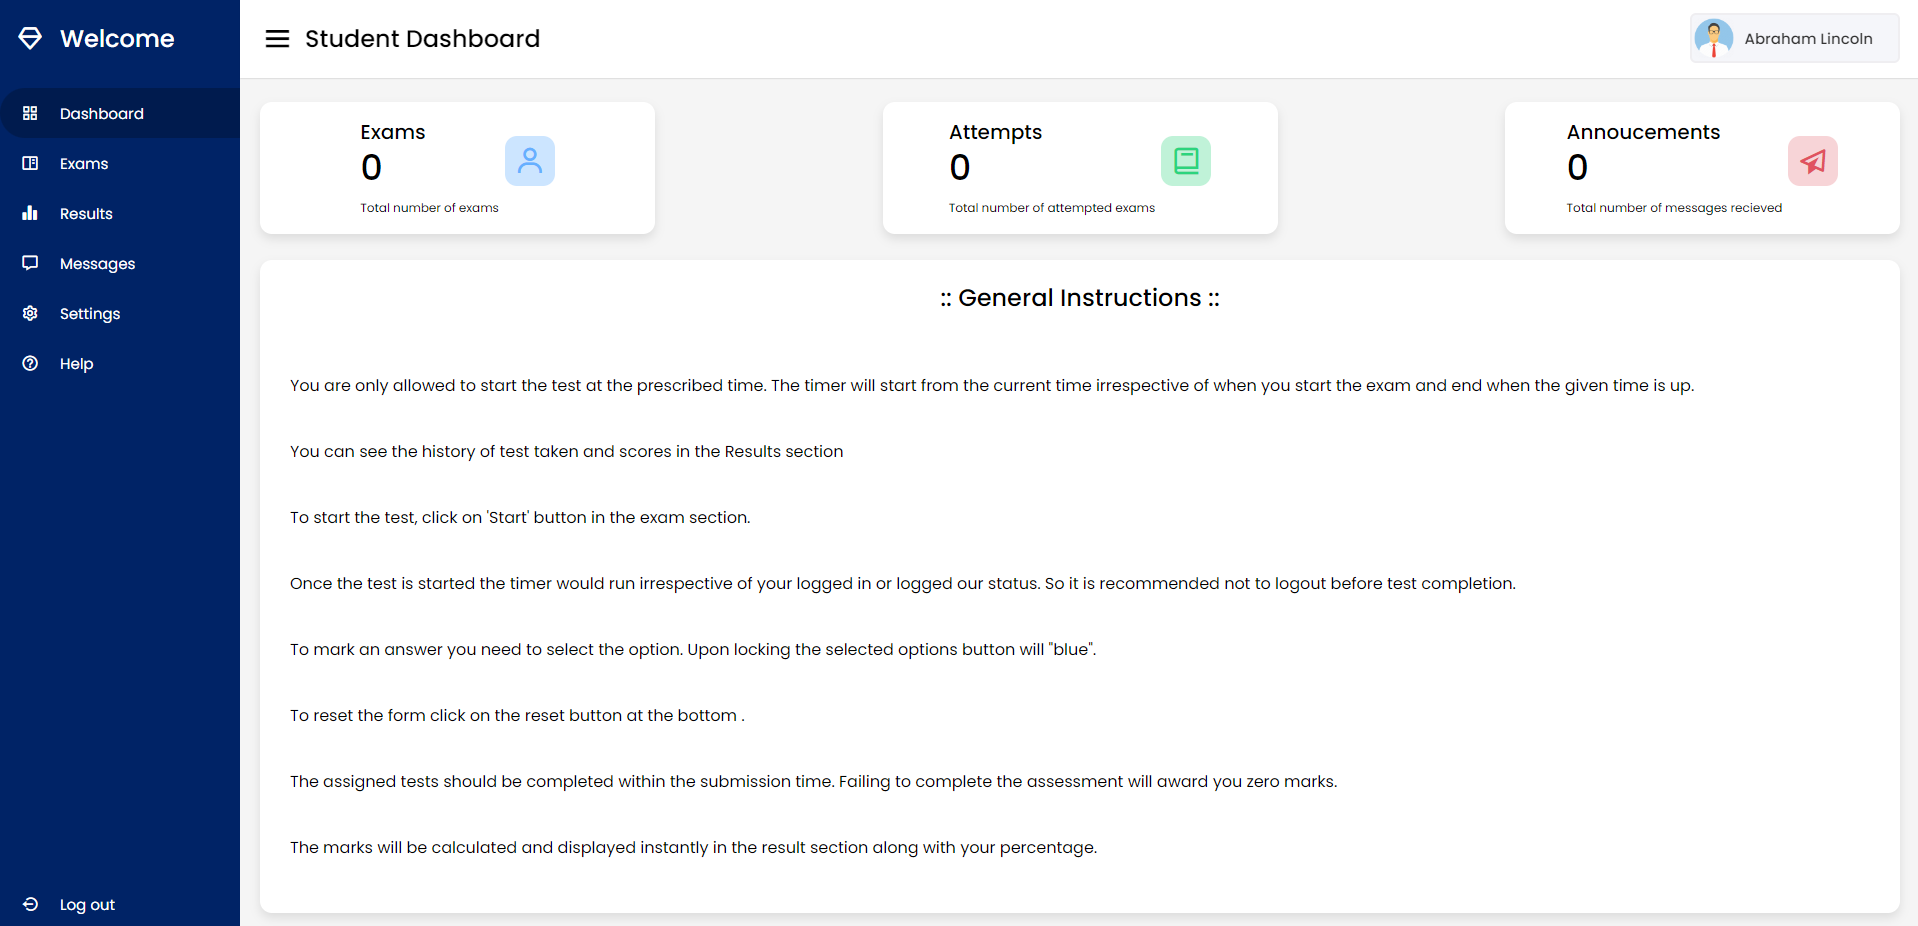 Welcome
Student Dashboard
Abraham Lincoln
Dashboard
Exams
Results
Messages
Settings
Help
Log out
Exams
0
Total number of exams
Attempts
0
Total number of attempted exams
Annoucements
0
Total number of messages recieved
:: General Instructions ::
You are only allowed to start the test at the prescribed time. The timer will start from the current time irrespective of when you start the exam and end when the given time is up.
You can see the history of test taken and scores in the Results section
To start the test, click on 'Start' button in the exam section.
Once the test is started the timer would run irrespective of your logged in or logged our status. So it is recommended not to logout before test completion.
To mark an answer you need to select the option. Upon locking the selected options button will "blue".
To reset the form click on the reset button at the bottom .
The assigned tests should be completed within the submission time. Failing to complete the assessment will award you zero marks.
The marks will be calculated and displayed instantly in the result section along with your percentage.